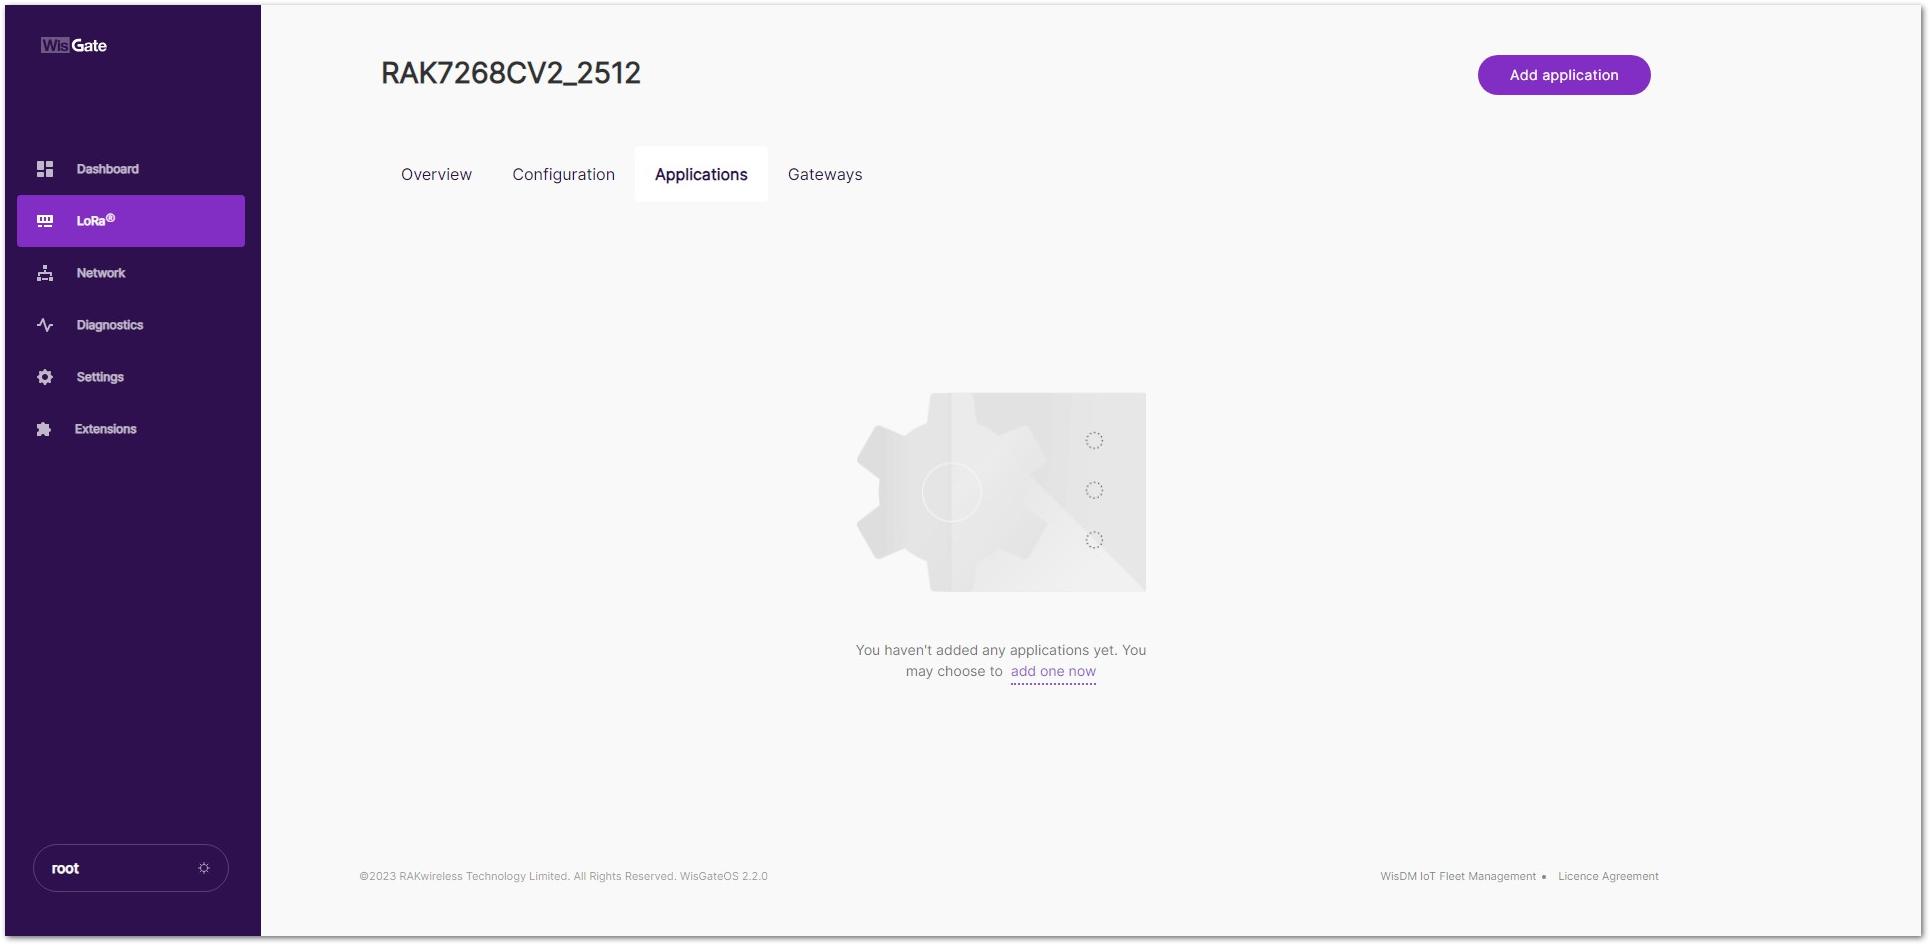 WisGate
Dashboard
LoRa®
Network
Diagnostics
Settings
Extensions
root
RAK7268CV2_2512
Add application
Overview
Configuration
Applications
Gateways
You haven't added any applications yet. You
may choose to add one now
©2023 RAKwireless Technology Limited. All Rights Reserved. WisGateOS 2.2.0
WisDM IoT Fleet Management • Licence Agreement